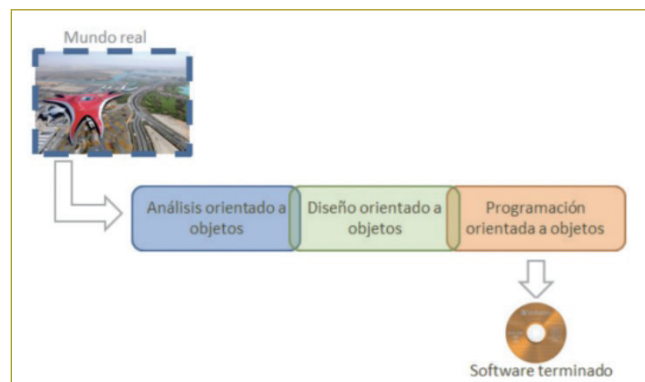 Mundo real
Análisis orientado a
objetos
Diseño orientado a
objetos
Programación
orientada a objetos
Software terminado